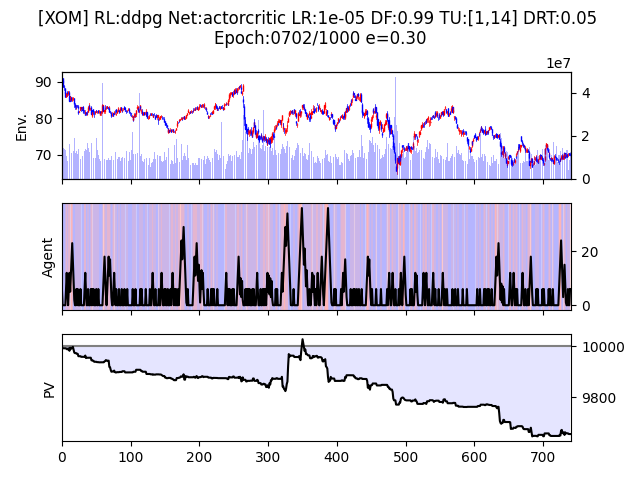 [XOM] RL:ddpg Net:actorcritic LR:1e-05 DF:0.99 TU:[1,14] DRT:0.05
Epoch:0702/1000 e=0.30
1e7
90
80
70
Env.
4
2
0
Agent
20
0
PV
10000
9800
0 100 200 300 400 500 600 700